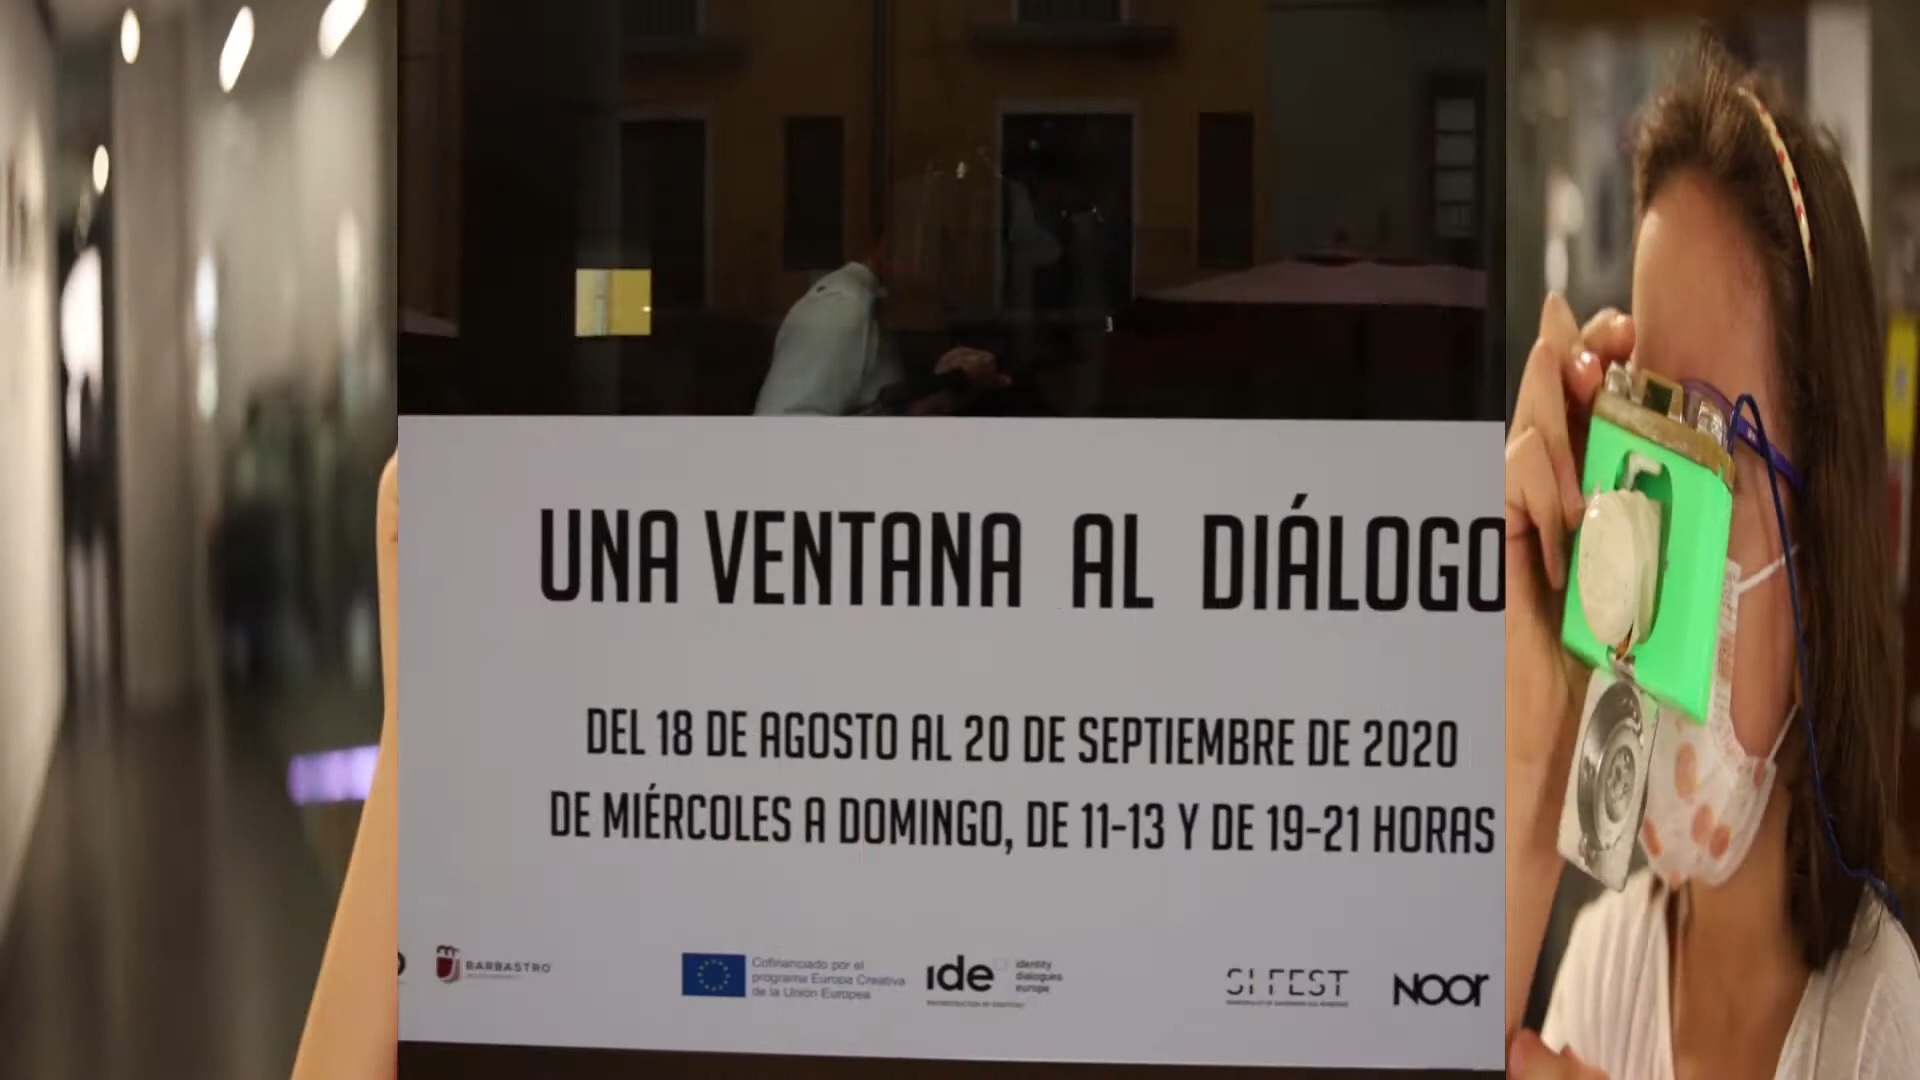 UNA VENTANA AL DIÁLOGO
DEL 18 DE AGOSTO AL 20 DE SEPTIEMBRE DE 2020
DE MIÉRCOLES A DOMINGO, DE 11-13 Y DE 19-21 HORAS
BARBASTRO
Cofinanciado por el
programa Europa Creativa
de la Unión Europea
ide
identity
dialogues
europe
SI FEST
NOOR